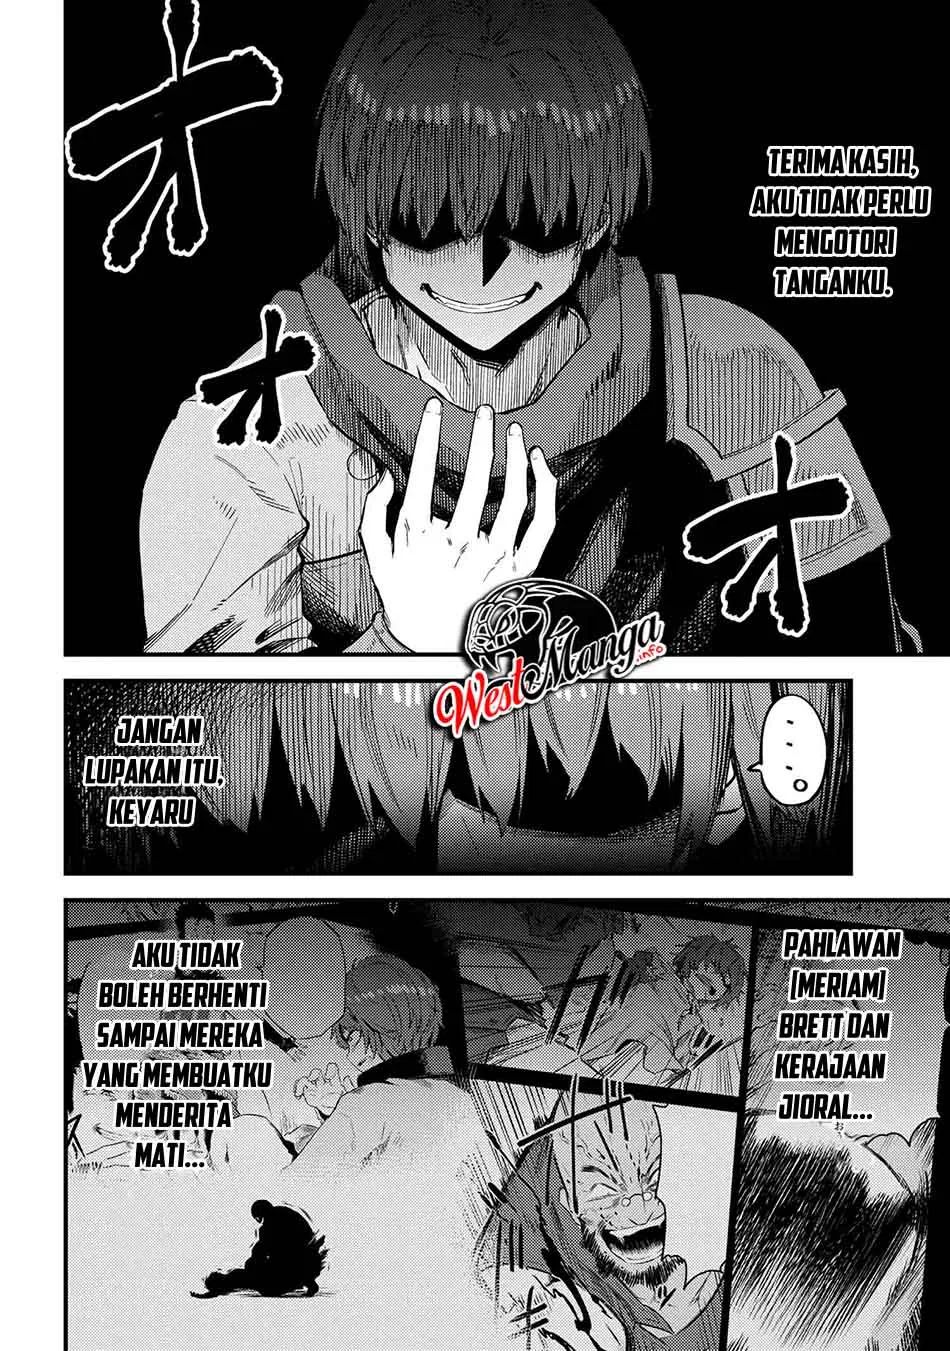 TERIMA KASIH,
AKU TIDAK PERLU
MENGOTORI
TANGANKU.
オ
オ
オ
WestManga
.info
JANGAN
LUPAKAN ITU,
KEYARU
....。
PAHLAWAN
[MERIAM]
BRETT DAN
KERAJAAN
JIORAL...
AKU TIDAK
BOLEH BERHENTI
SAMPAI MEREKA
YANG MEMBUATKU
MENDERITA
MATI...